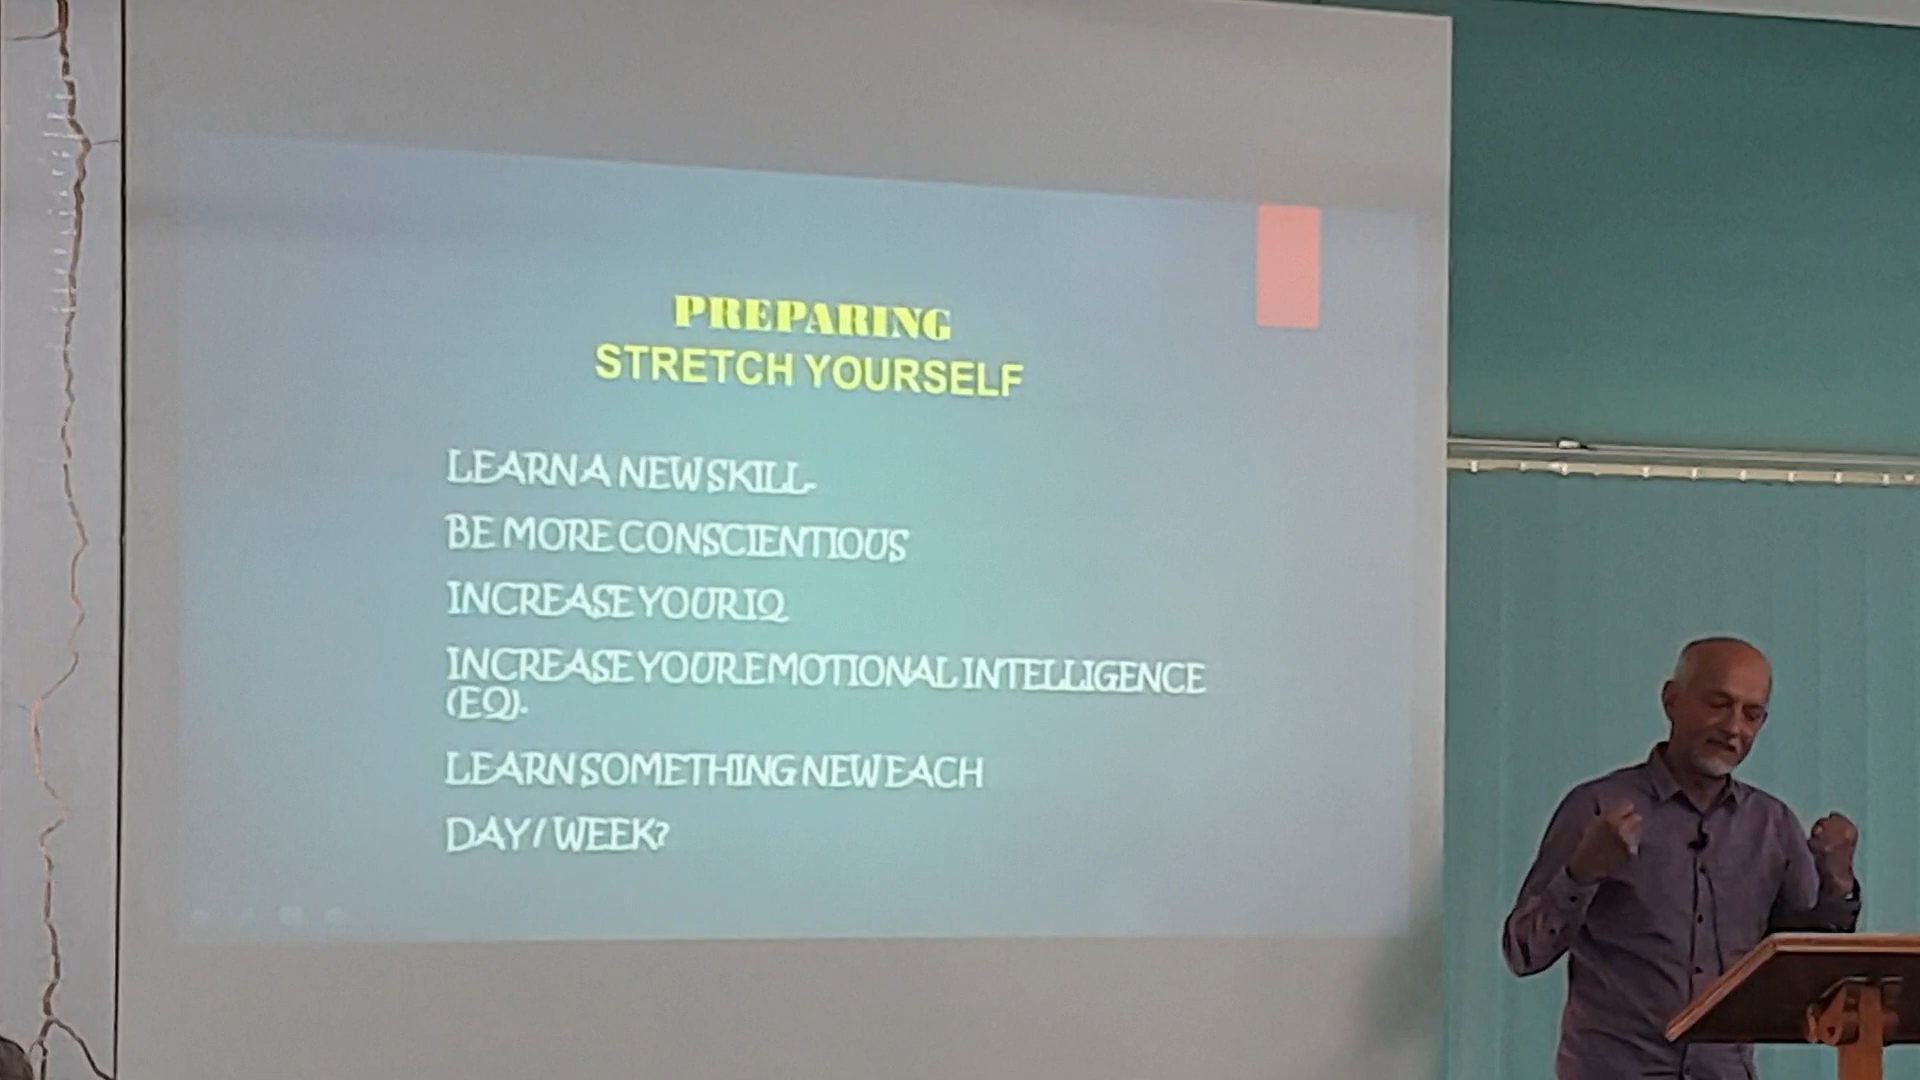 PREPARING
STRETCH YOURSELF
LEARN A NEW SKILL.
BE MORE CONSCIENTIOUS
INCREASE YOUR IQ
INCREASE YOUR EMOTIONAL INTELLIGENCE
(EQ).
LEARN SOMETHING NEW EACH
DAY / WEEK?